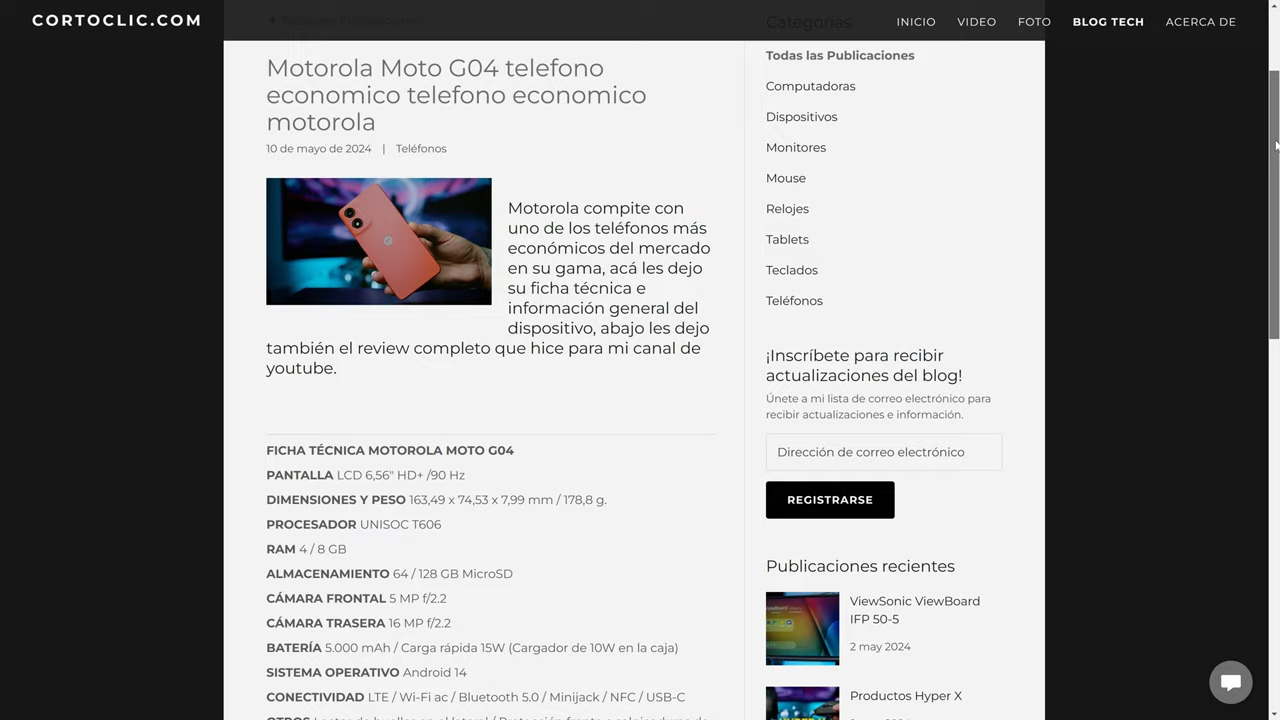 CORTOCLIC.COM
INICIO
VIDEO
FOTO
BLOG TECH
ACERCA DE
Motorola Moto G04 telefono
economico telefono economico
motorola
10 de mayo de 2024 | Teléfonos
Motorola compite con
uno de los teléfonos más
económicos del mercado
en su gama, acá les dejo
su ficha técnica e
información general del
dispositivo, abajo les dejo
también el review completo que hice para mi canal de
youtube.
FICHA TÉCNICA MOTOROLA MOTO G04
PANTALLA LCD 6,56" HD+ /90 Hz
DIMENSIONES Y PESO 163,49 x 74,53 x 7,99 mm / 178,8 g.
PROCESADOR UNISOC T606
RAM 4 / 8 GB
ALMACENAMIENTO 64 / 128 GB MicroSD
CÁMARA FRONTAL 5 MP f/2.2
CÁMARA TRASERA 16 MP f/2.2
BATERÍA 5.000 mAh / Carga rápida 15W (Cargador de 10W en la caja)
SISTEMA OPERATIVO Android 14
CONECTIVIDAD LTE / Wi-Fi ac / Bluetooth 5.0 / Minijack / NFC / USB-C
Categorías
Todas las Publicaciones
Computadoras
Dispositivos
Monitores
Mouse
Relojes
Tablets
Teclados
Teléfonos
¡Inscríbete para recibir
actualizaciones del blog!
Únete a mi lista de correo electrónico para
recibir actualizaciones e información.
Dirección de correo electrónico
REGISTRARSE
Publicaciones recientes
ViewSonic ViewBoard
IFP 50-5
2 may 2024
Productos Hyper X